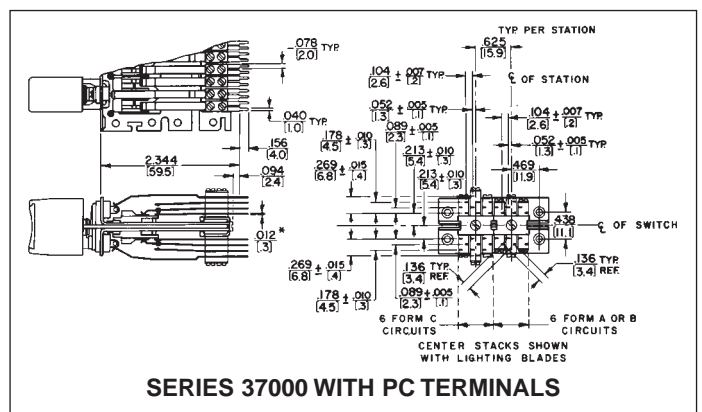 TYP. PER STATION
.625
[15.9]
-.078 TYP.
[2.0]
.104 ± .007 TYP.
[2.6] [.2]
℄ OF STATION
.052 ± .005 TYP.
[1.3] [.1]
.104 ± .007 TYP.
[2.6] [.2]
.040 TYP.
[1.0]
.156
[4.0]
.178 ± .010
[4.5] [.3]
.089 ± .005
[2.3] [.1]
.052 ± .005 TYP.
[1.3] [.1]
2.344
[59.5]
.094
[2.4]
.269 ± .015
[6.8] [.4]
.213 ± .010
[5.4] [.3]
.213 ± .010
[5.4] [.3]
.469
[11.9]
.438
[11.1]
℄ OF SWITCH
.012 *
[.3]
.269 ± .015
[6.8] [.4]
.136 TYP.
[3.4] REF.
.136 TYP.
[3.4] REF.
.178 ± .010
[4.5] [.3]
.089 ± .005
[2.3] [.1]
6 FORM C
CIRCUITS
6 FORM A OR B
CIRCUITS
CENTER STACKS SHOWN
WITH LIGHTING BLADES
SERIES 37000 WITH PC TERMINALS